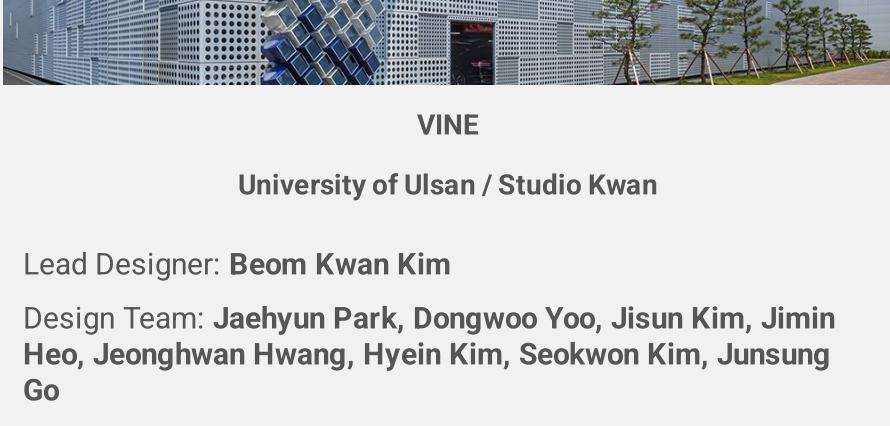 VINE
University of Ulsan / Studio Kwan
Lead Designer: Beom Kwan Kim
Design Team: Jaehyun Park, Dongwoo Yoo, Jisun Kim, Jimin
Heo, Jeonghwan Hwang, Hyein Kim, Seokwon Kim, Junsung
Go